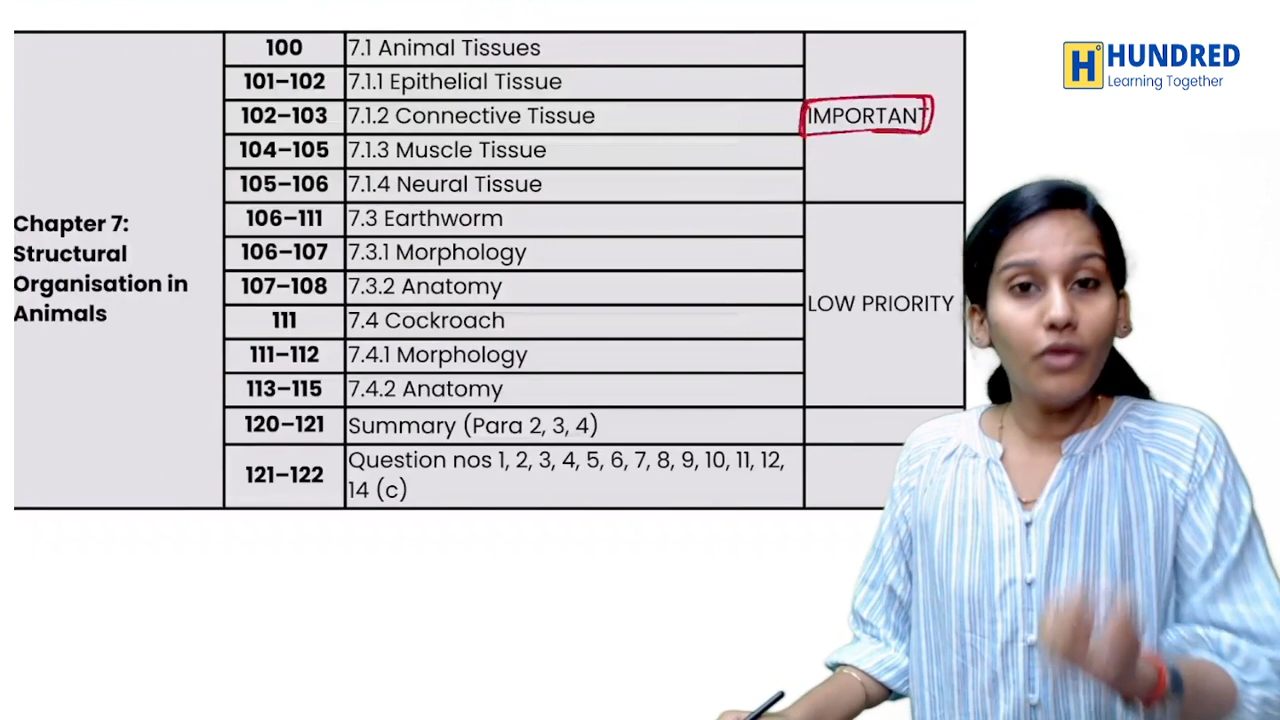 100 7.1 Animal Tissues
101–102 7.1.1 Epithelial Tissue
102–103 7.1.2 Connective Tissue
IMPORTANT
104–105 7.1.3 Muscle Tissue
105–106 7.1.4 Neural Tissue
Chapter 7:
Structural
Organisation in
Animals
106–111 7.3 Earthworm
106–107 7.3.1 Morphology
107–108 7.3.2 Anatomy
LOW PRIORITY
111 7.4 Cockroach
111–112 7.4.1 Morphology
113–115 7.4.2 Anatomy
120–121 Summary (Para 2, 3, 4)
121–122 Question nos 1, 2, 3, 4, 5, 6, 7, 8, 9, 10, 11, 12,
14 (c)
H HUNDRED
Learning Together